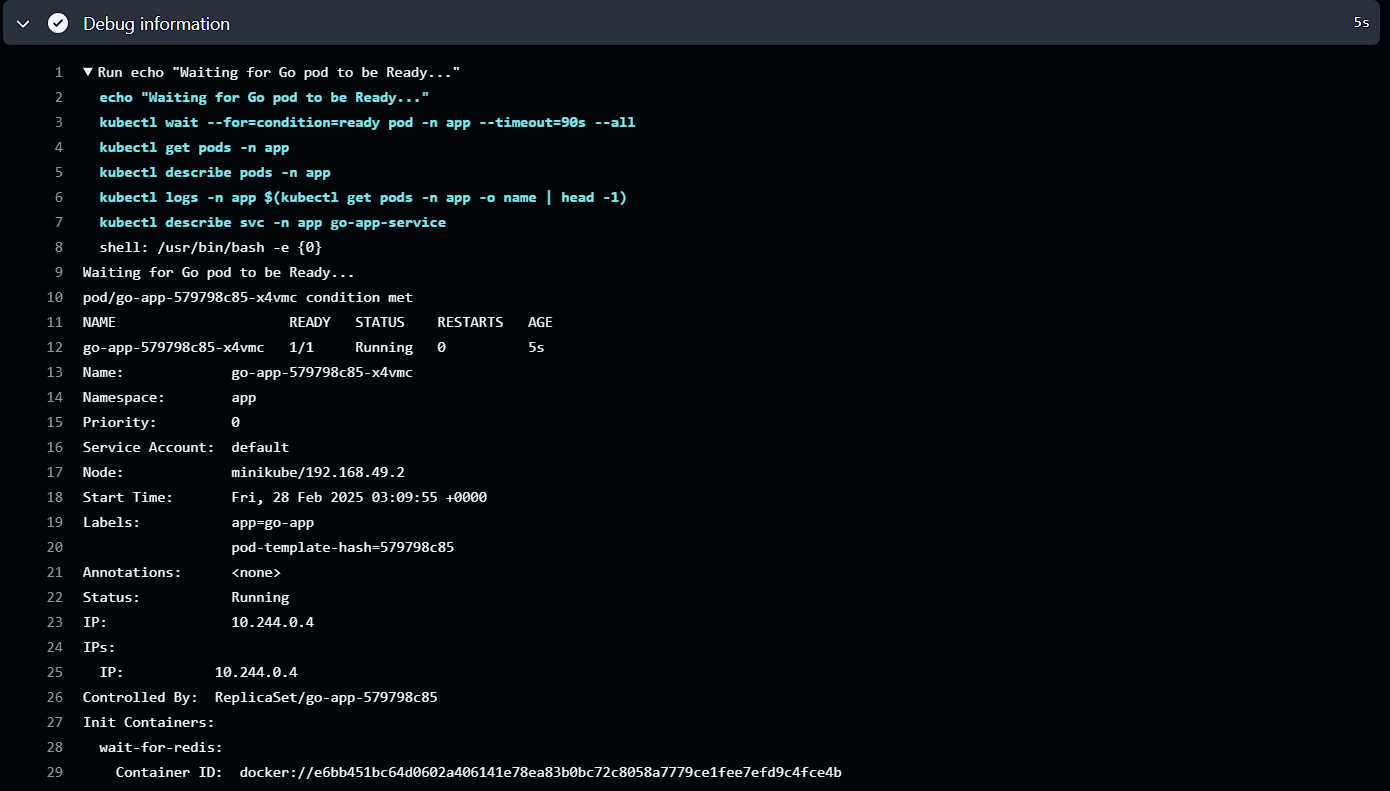 Debug information 5s
1 ▼ Run echo "Waiting for Go pod to be Ready..."
2 echo "Waiting for Go pod to be Ready..."
3 kubectl wait --for=condition=ready pod -n app --timeout=90s --all
4 kubectl get pods -n app
5 kubectl describe pods -n app
6 kubectl logs -n app $(kubectl get pods -n app -o name | head -1)
7 kubectl describe svc -n app go-app-service
8 shell: /usr/bin/bash -e {0}
9 Waiting for Go pod to be Ready...
10 pod/go-app-579798c85-x4vmc condition met
11 NAME READY STATUS RESTARTS AGE
12 go-app-579798c85-x4vmc 1/1 Running 0 5s
13 Name: go-app-579798c85-x4vmc
14 Namespace: app
15 Priority: 0
16 Service Account: default
17 Node: minikube/192.168.49.2
18 Start Time: Fri, 28 Feb 2025 03:09:55 +0000
19 Labels: app=go-app
20 pod-template-hash=579798c85
21 Annotations: <none>
22 Status: Running
23 IP: 10.244.0.4
24 IPs:
25 IP: 10.244.0.4
26 Controlled By: ReplicaSet/go-app-579798c85
27 Init Containers:
28 wait-for-redis:
29 Container ID: docker://e6bb451bc64d0602a406141e78ea83b0bc72c8058a7779ce1fee7efd9c4fce4b